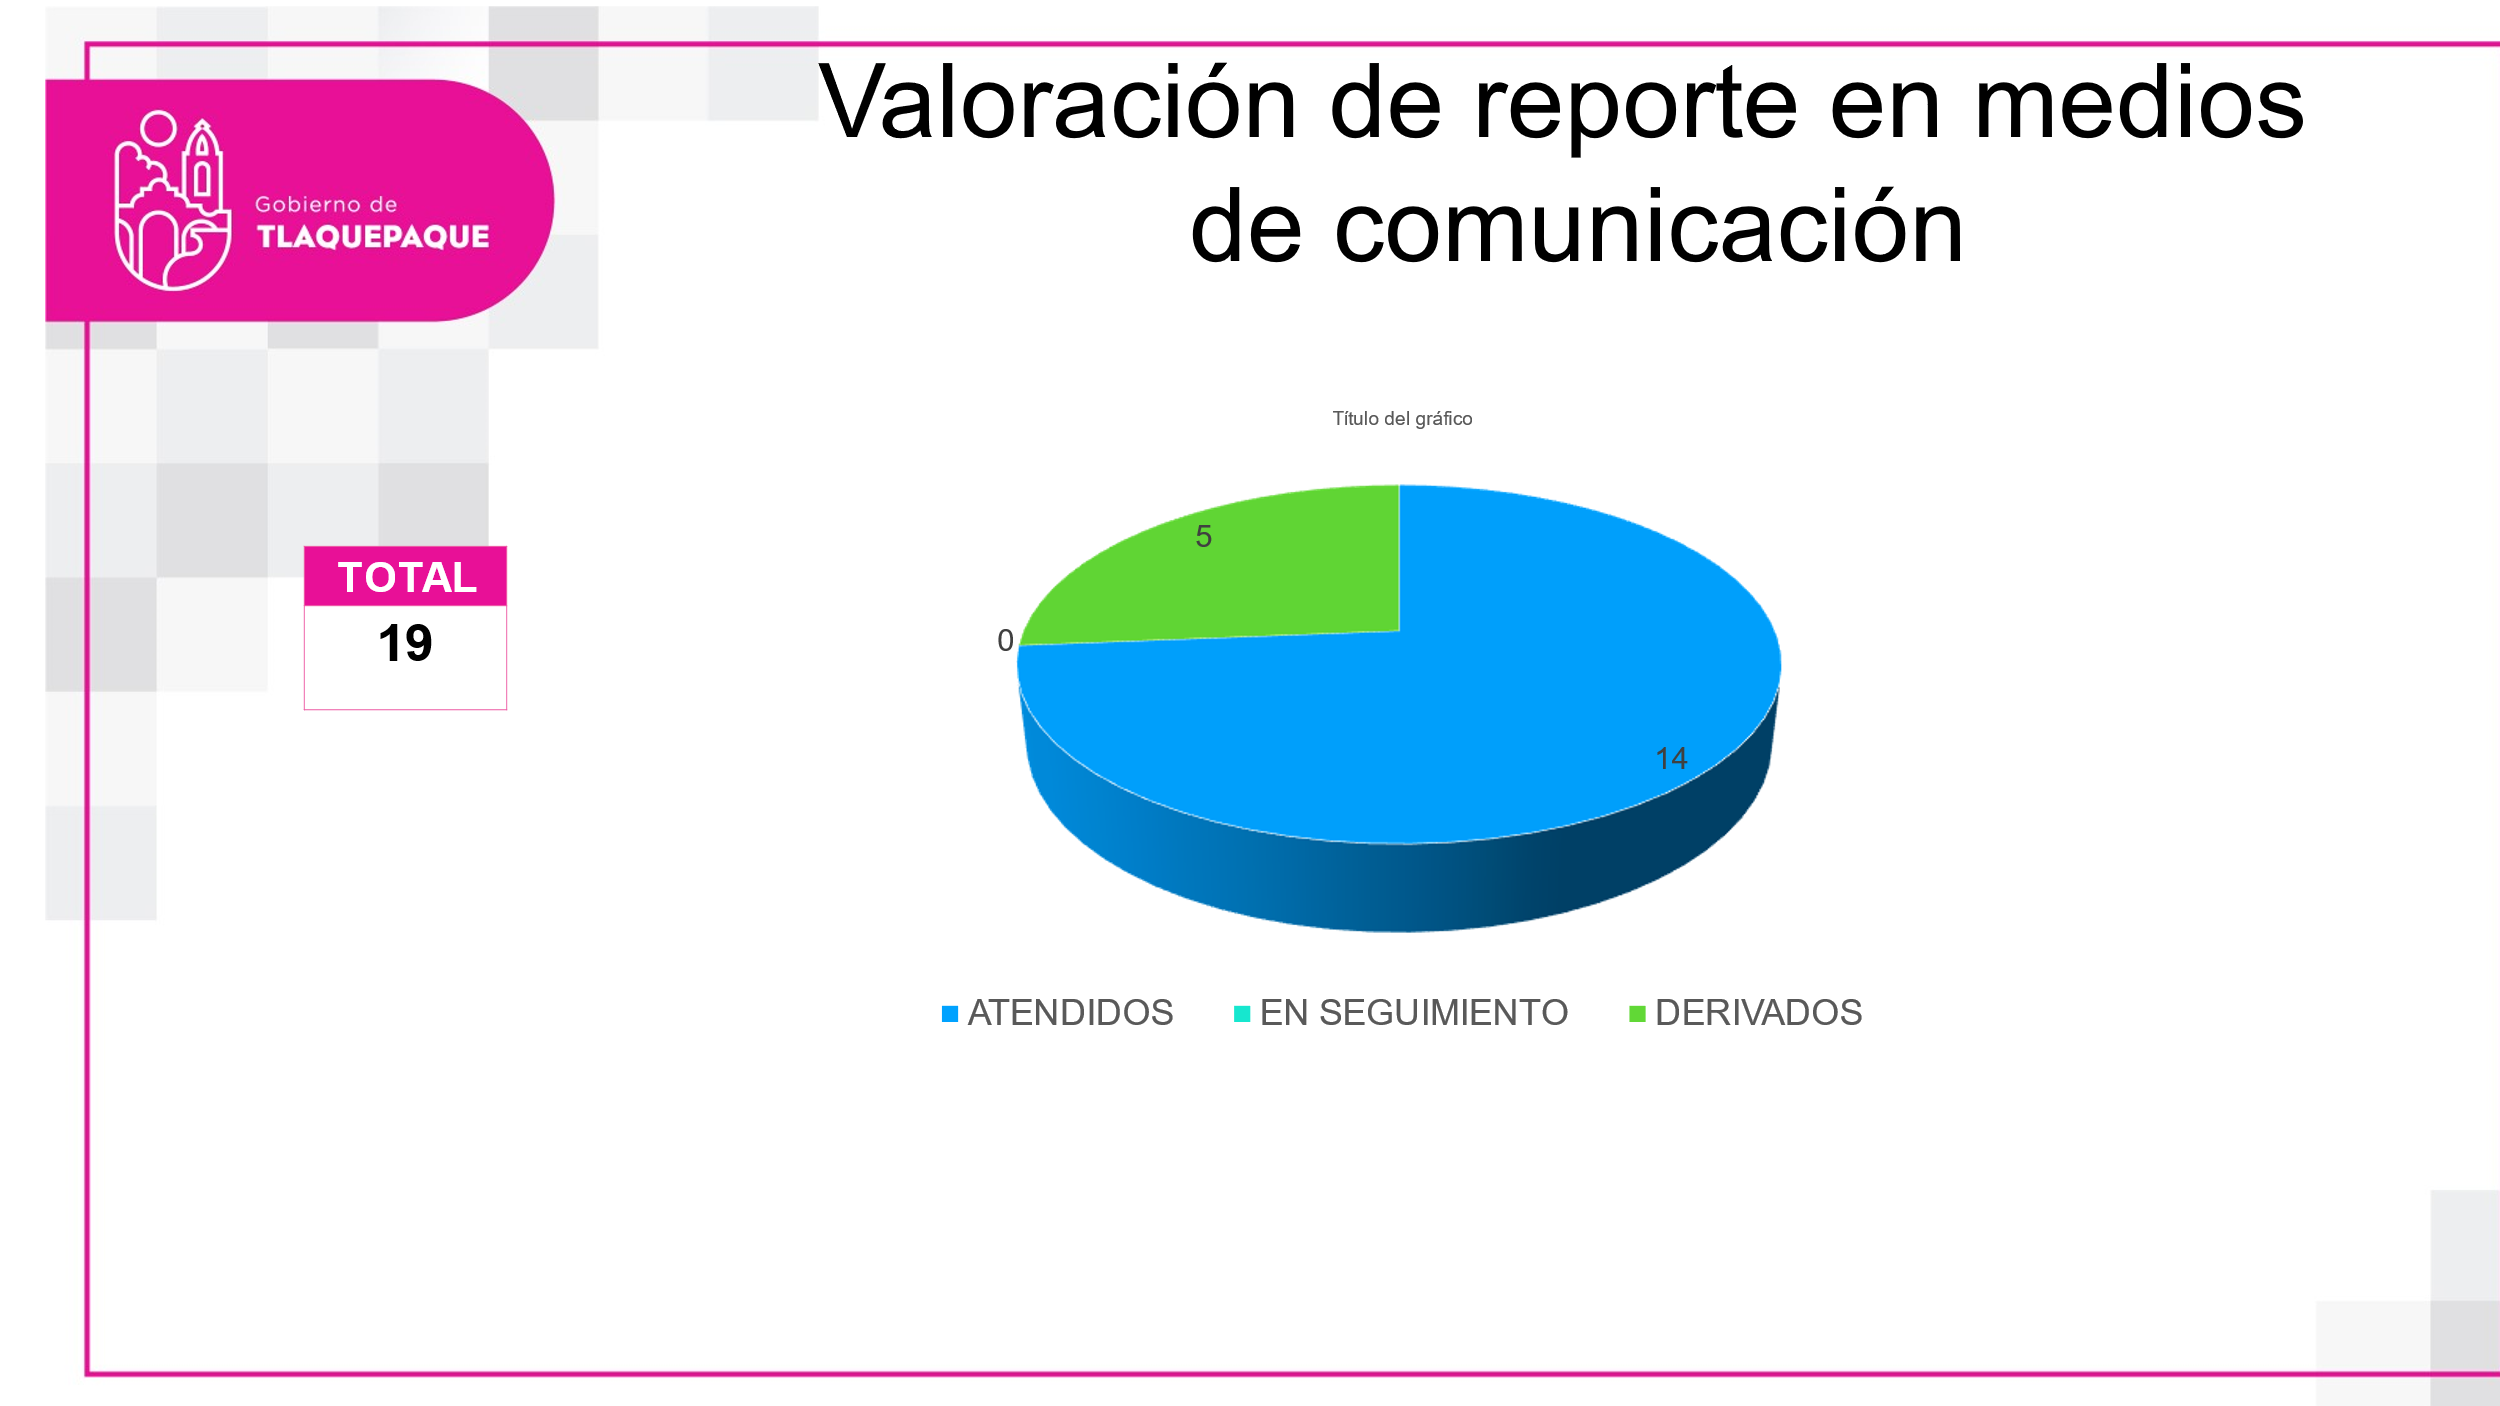 Valoración de reporte en medios
de comunicación
Gobierno de
TLAQUEPAQUE
Título del gráfico
5
0
14
TOTAL
19
ATENDIDOS EN SEGUIMIENTO DERIVADOS